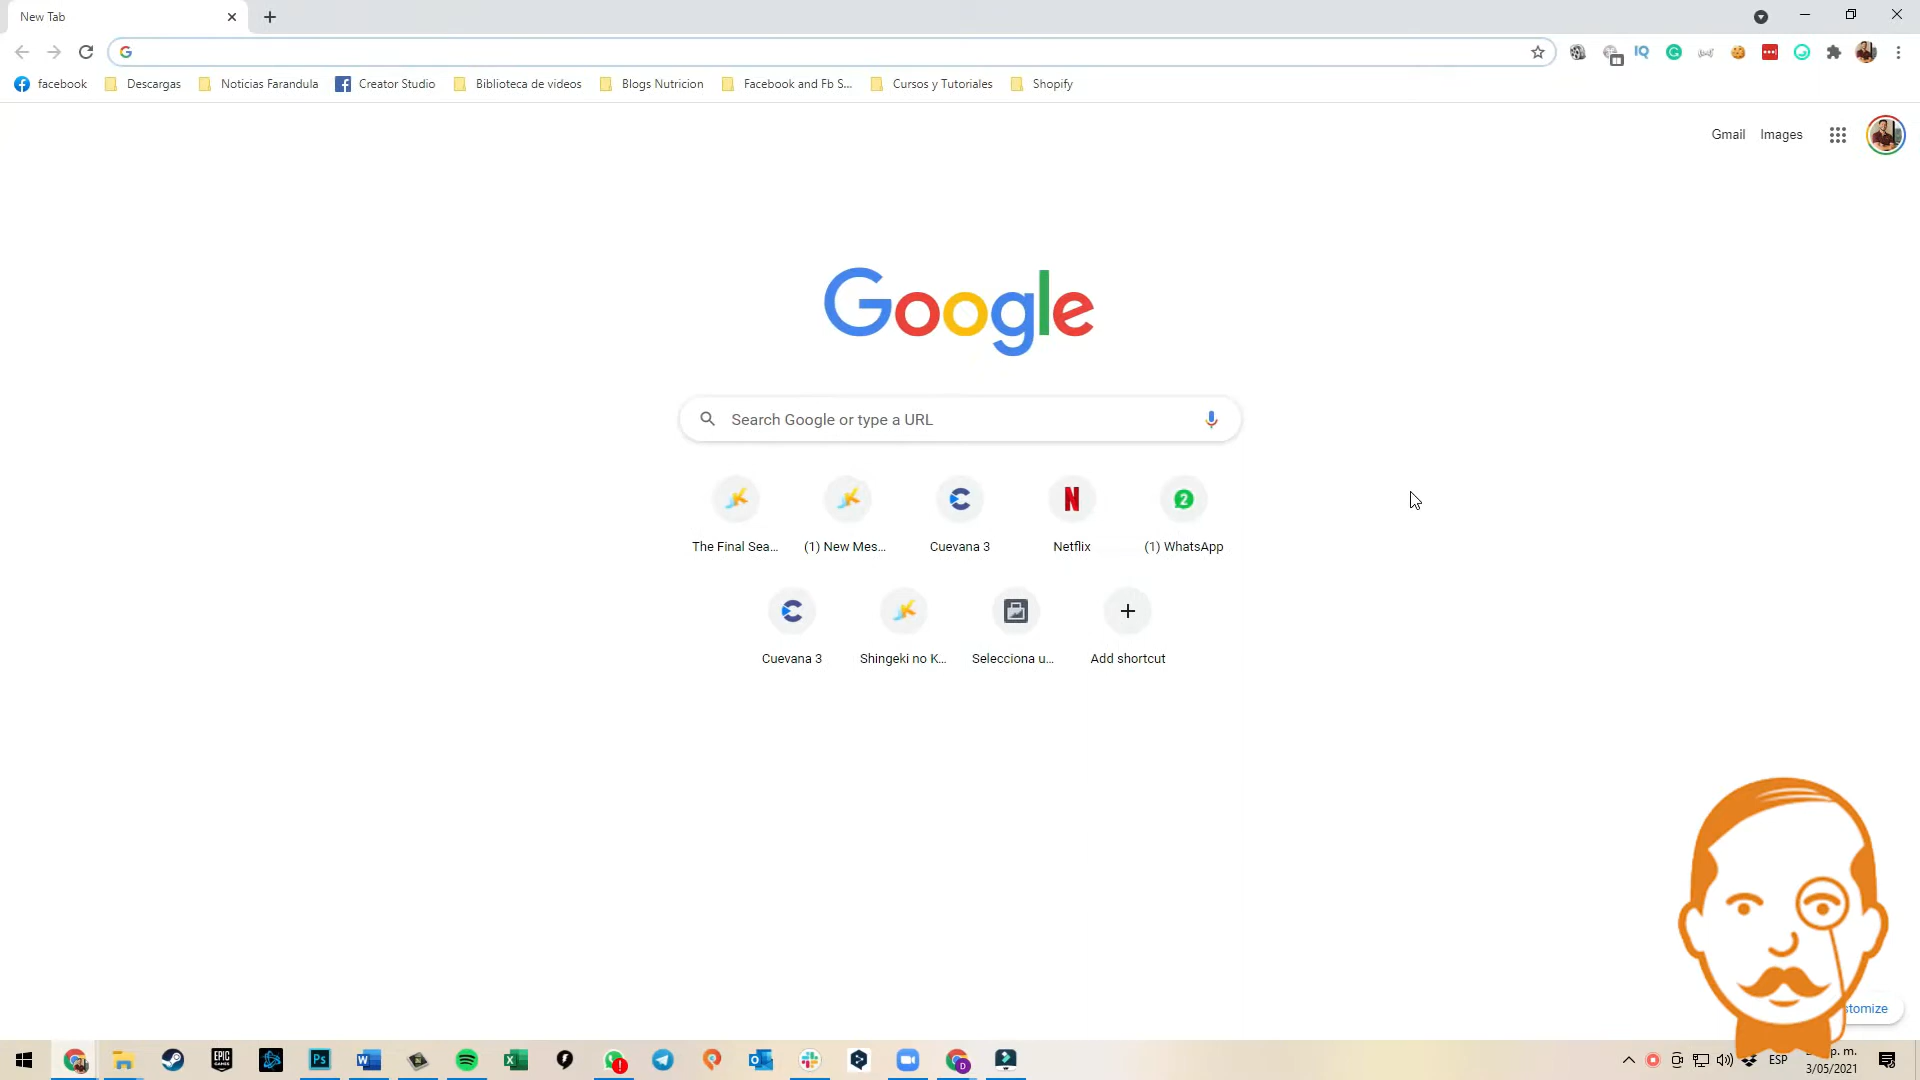 New Tab
facebook
Descargas
Noticias Farandula
Creator Studio
Biblioteca de videos
Blogs Nutricion
Facebook and Fb S...
Cursos y Tutoriales
Shopify
Gmail
Images
Google
Search Google or type a URL
The Final Sea...
(1) New Mes...
Cuevana 3
Netflix
(1) WhatsApp
Cuevana 3
Shingeki no K...
Selecciona u...
Add shortcut
tomize
ESP
p. m.
3/05/2021